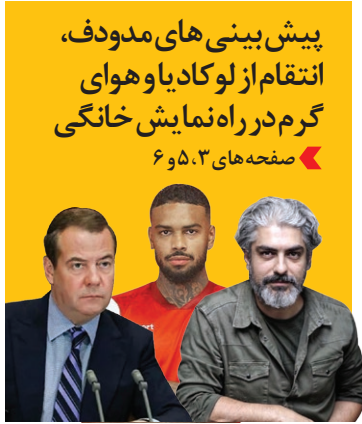 پیش‌بینی‌های مدودف،
انتقام از لوکادیا و هوای
گرم در راه نمایش خانگی
صفحه‌های ۳، ۵ و ۶